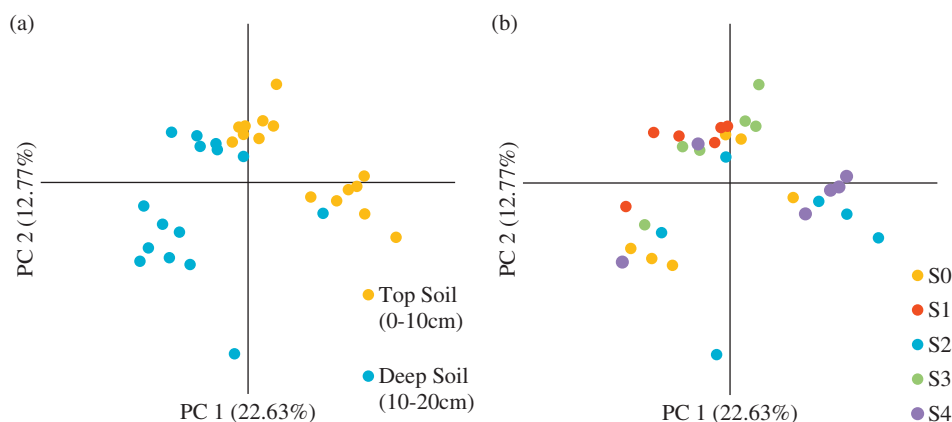 (a)
PC 2 (12.77%)
Top Soil
(0-10cm)
Deep Soil
(10-20cm)
PC 1 (22.63%)
(b)
PC 2 (12.77%)
S0
S1
S2
S3
S4
PC 1 (22.63%)